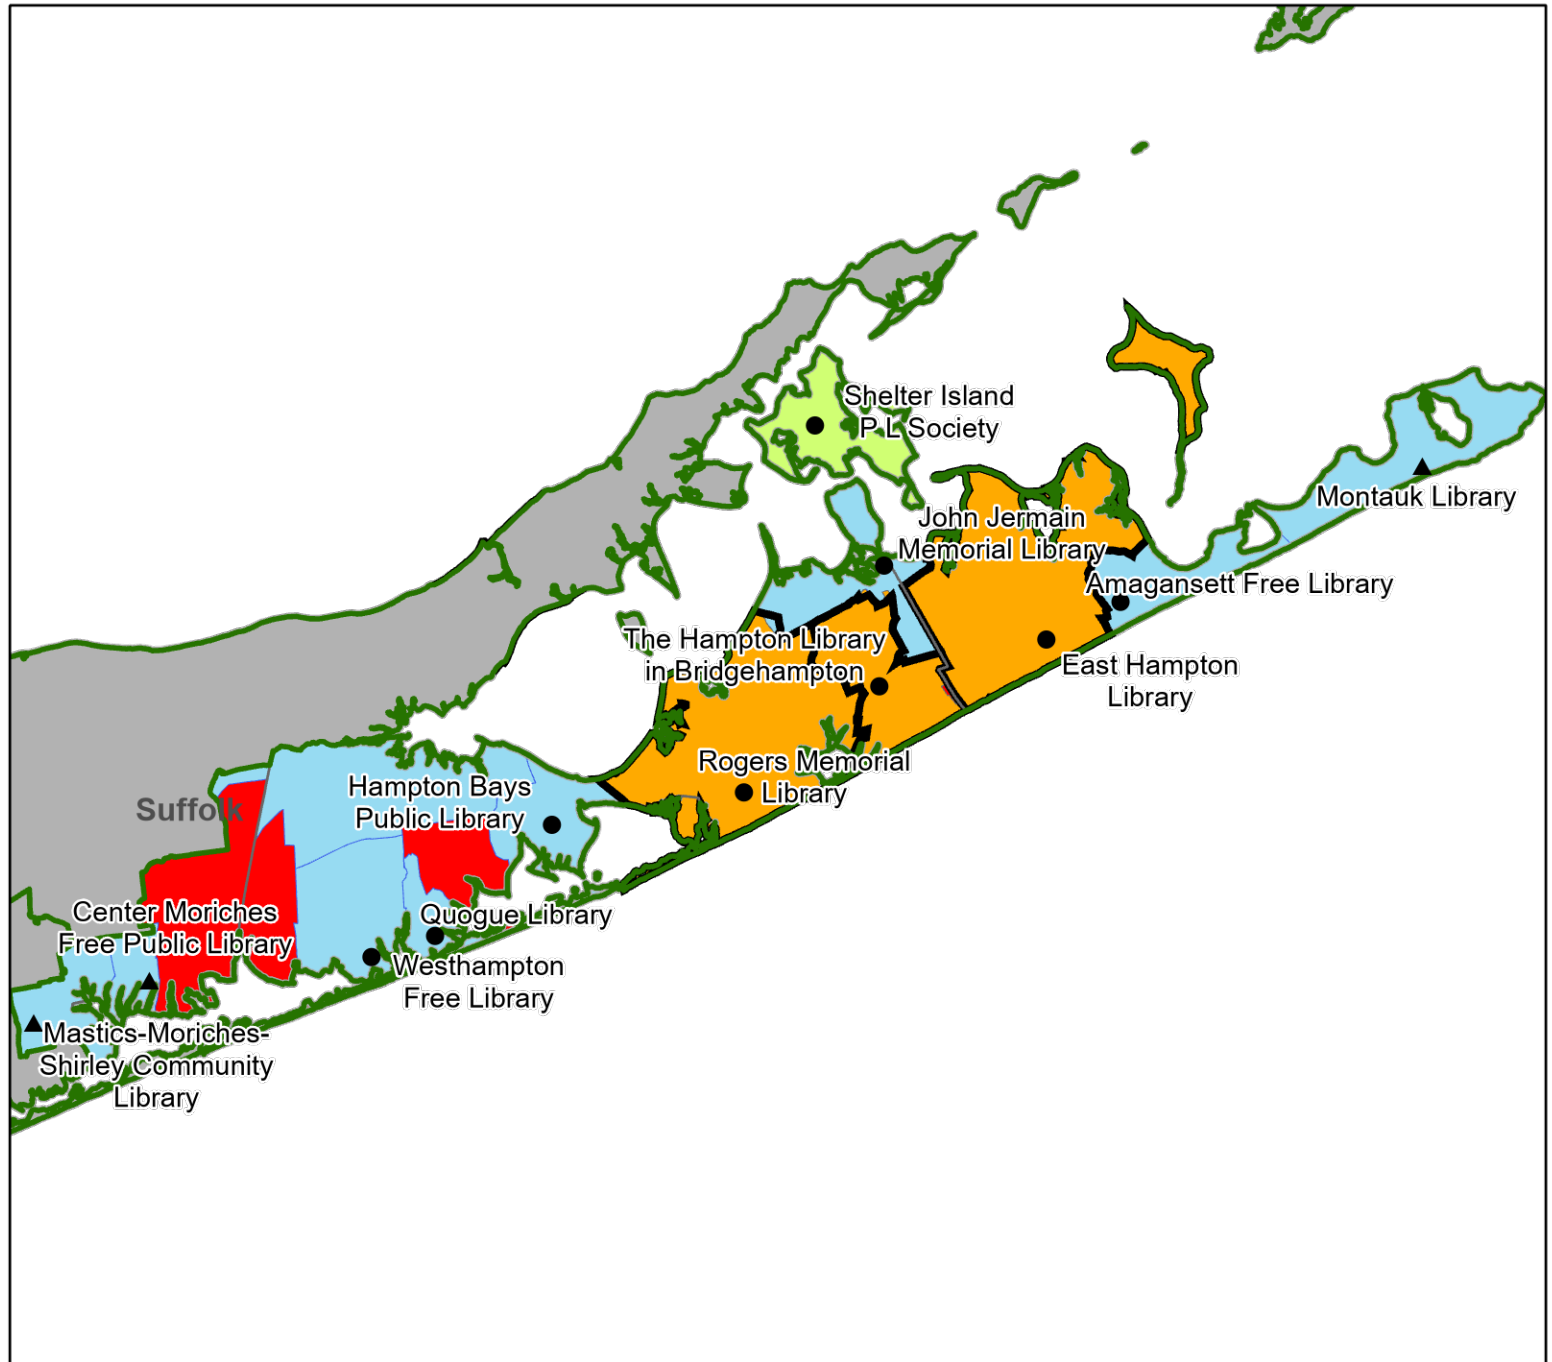 Shelter Island
P L Society
Montauk Library
John Jermain
Memorial Library
Amagansett Free Library
The Hampton Library
in Bridgehampton
East Hampton
Library
Rogers Memorial
Library
Hampton Bays
Public Library
Suffolk
Center Moriches
Free Public Library
Quogue Library
Westhampton
Free Library
Mastics-Moriches-
Shirley Community
Library